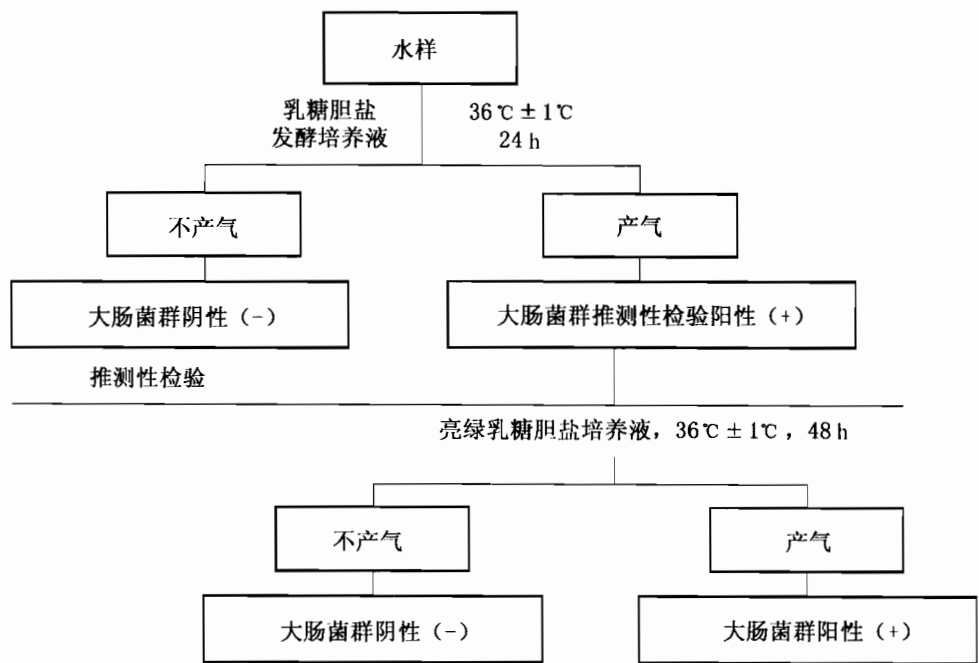 水样
乳糖胆盐
发酵培养液
36℃±1℃
24 h
不产气
产气
大肠菌群阴性（-）
大肠菌群推测性检验阳性（+）
推测性检验
亮绿乳糖胆盐培养液，36℃±1℃，48 h
不产气
产气
大肠菌群阴性（-）
大肠菌群阳性（+）